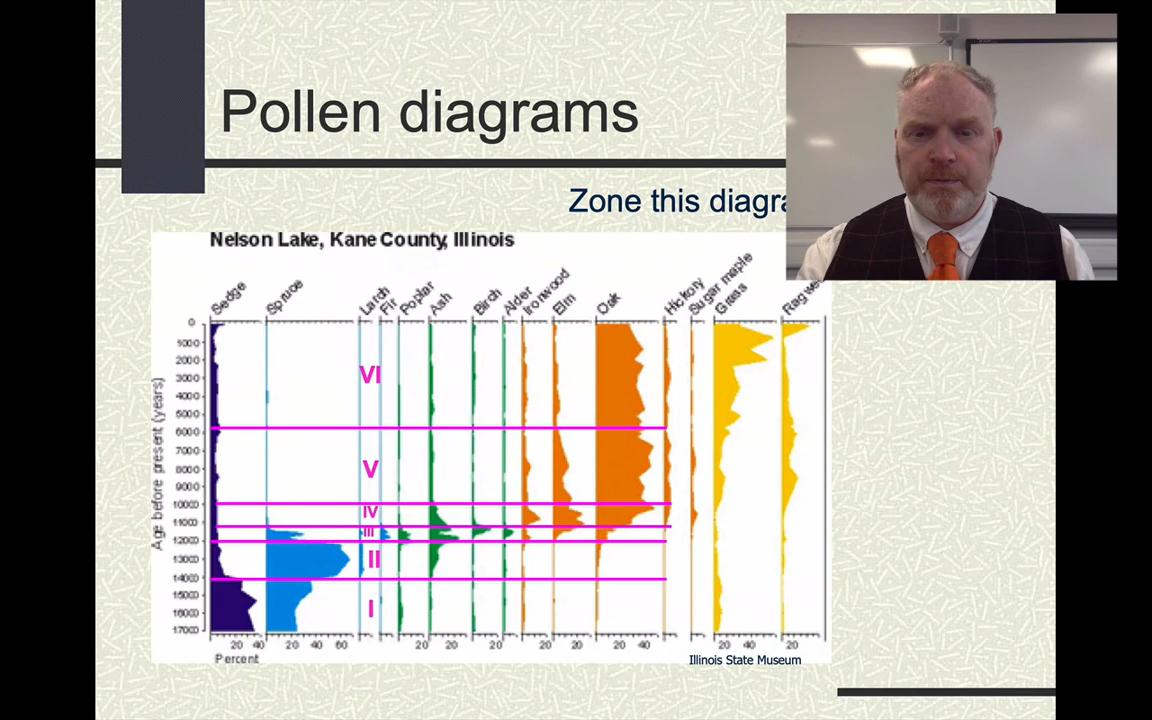 Pollen diagrams
Zone this diagra
Nelson Lake, Kane County, Illinois
Sedge
Spruce
Larch
Fir
Poplar
Ash
Birch
Alder
Ironwood
Elm
Oak
Hickory
Sugar maple
Grass
Ragwe
Age before present (years)
0
1000
2000
3000
4000
5000
6000
7000
8000
9000
10000
11000
12000
13000
14000
15000
16000
17000
VI
V
IV
III
II
I
20 40 20 40 60 20 20 20 20 20 40 20 20
Percent
Illinois State Museum